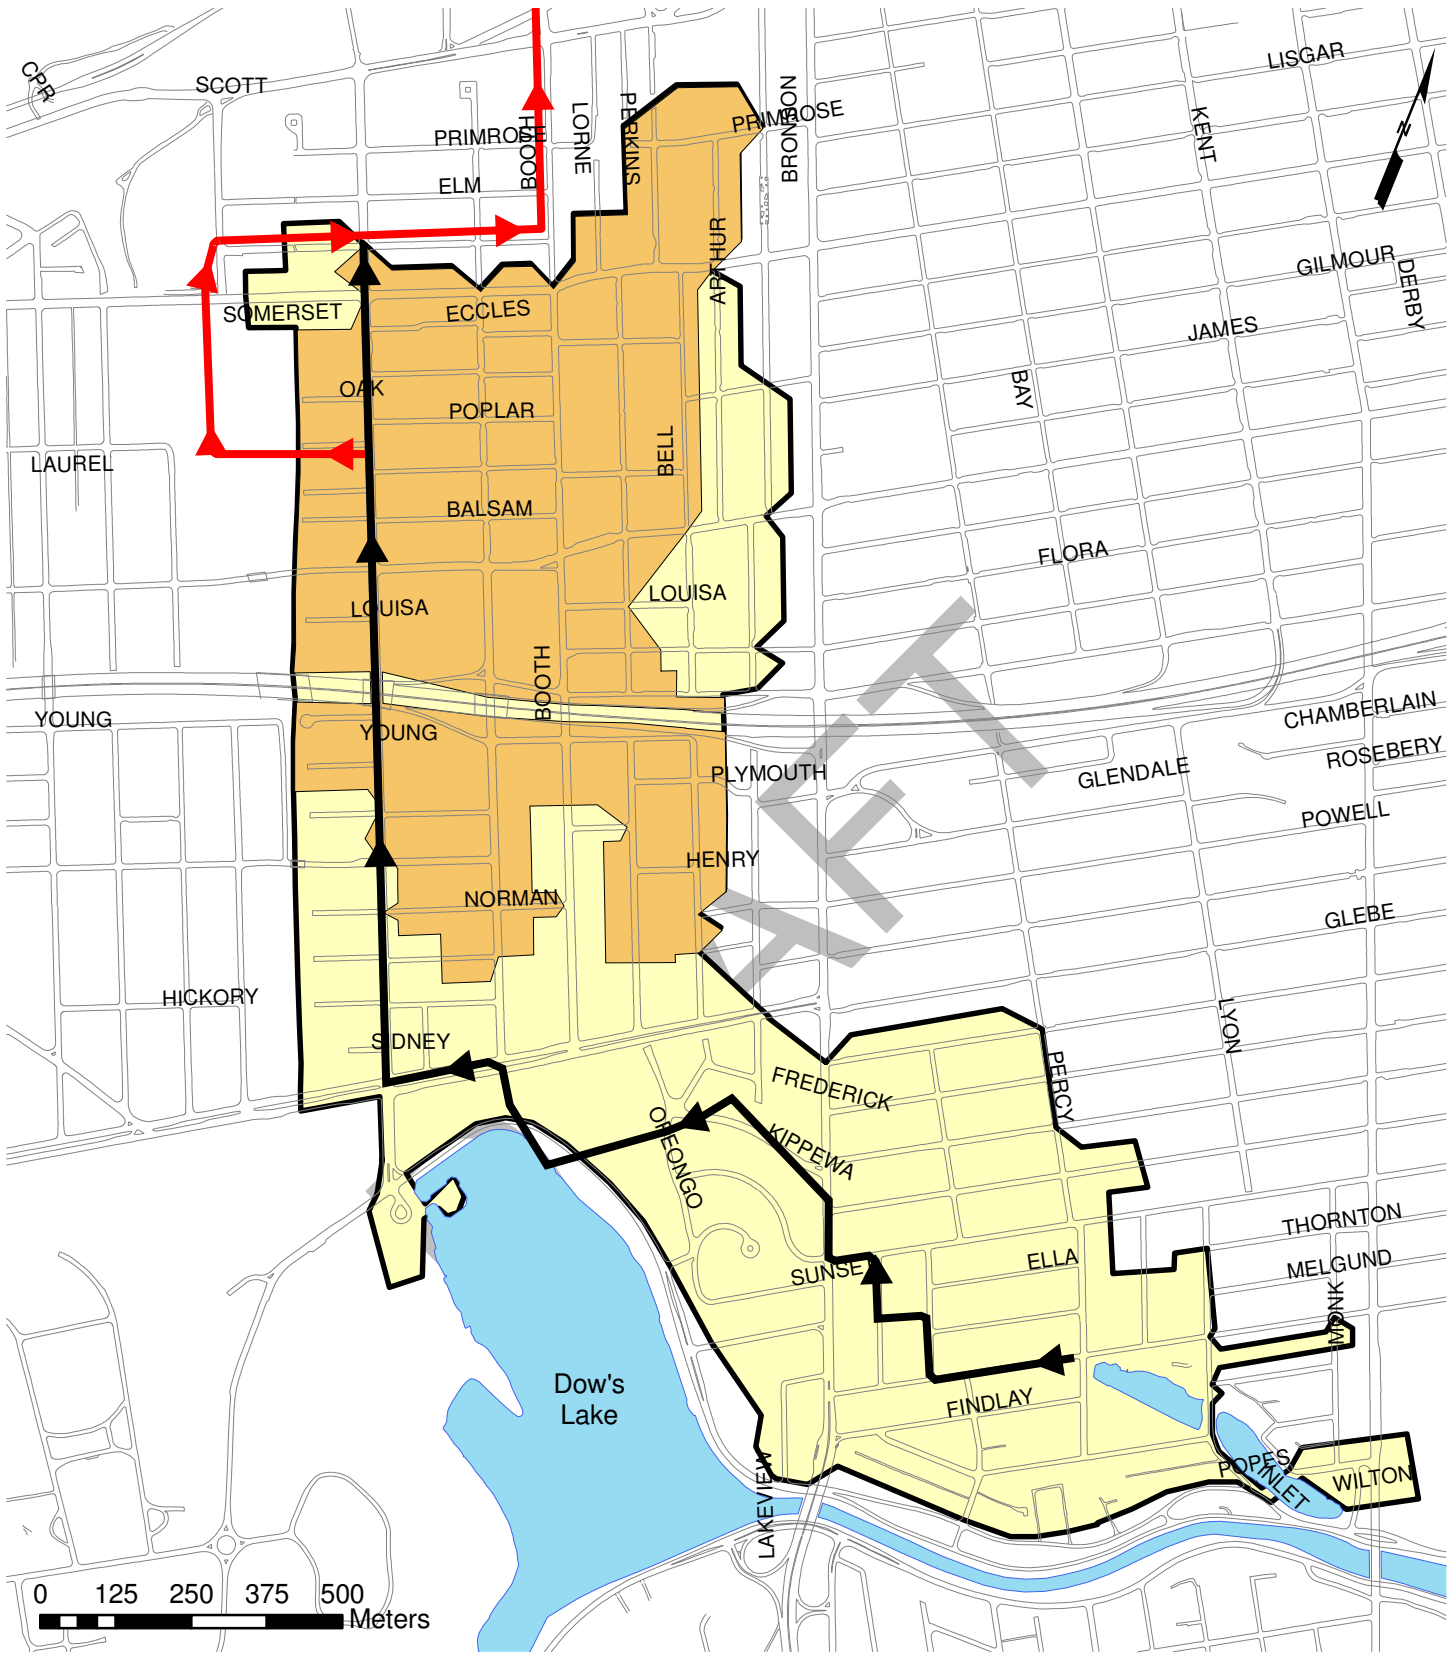 LISGAR
CPR
SCOTT
BRONSON
PERKINS
LORNE
PRIMROSE
KENT
N
PRIMROSE
BOOTH
ELM
ARTHUR
GILMOUR
DERBY
SOMERSET
ECCLES
JAMES
OAK
BAY
POPLAR
BELL
LAUREL
BALSAM
FLORA
LOUISA
LOUISA
BOOTH
YOUNG
YOUNG
CHAMBERLAIN
ROSEBERY
PLYMOUTH
GLENDALE
POWELL
HENRY
AFT
NORMAN
GLEBE
HICKORY
LYON
SIDNEY
PERCY
FREDERICK
KIPPEWA
OPEONGO
THORNTON
ELLA
SUNSET
MELGUND
MONK
Dow's
Lake
FINDLAY
POPES
INLET
WILTON
LAKEVIEW
0 125 250 375 500
Meters